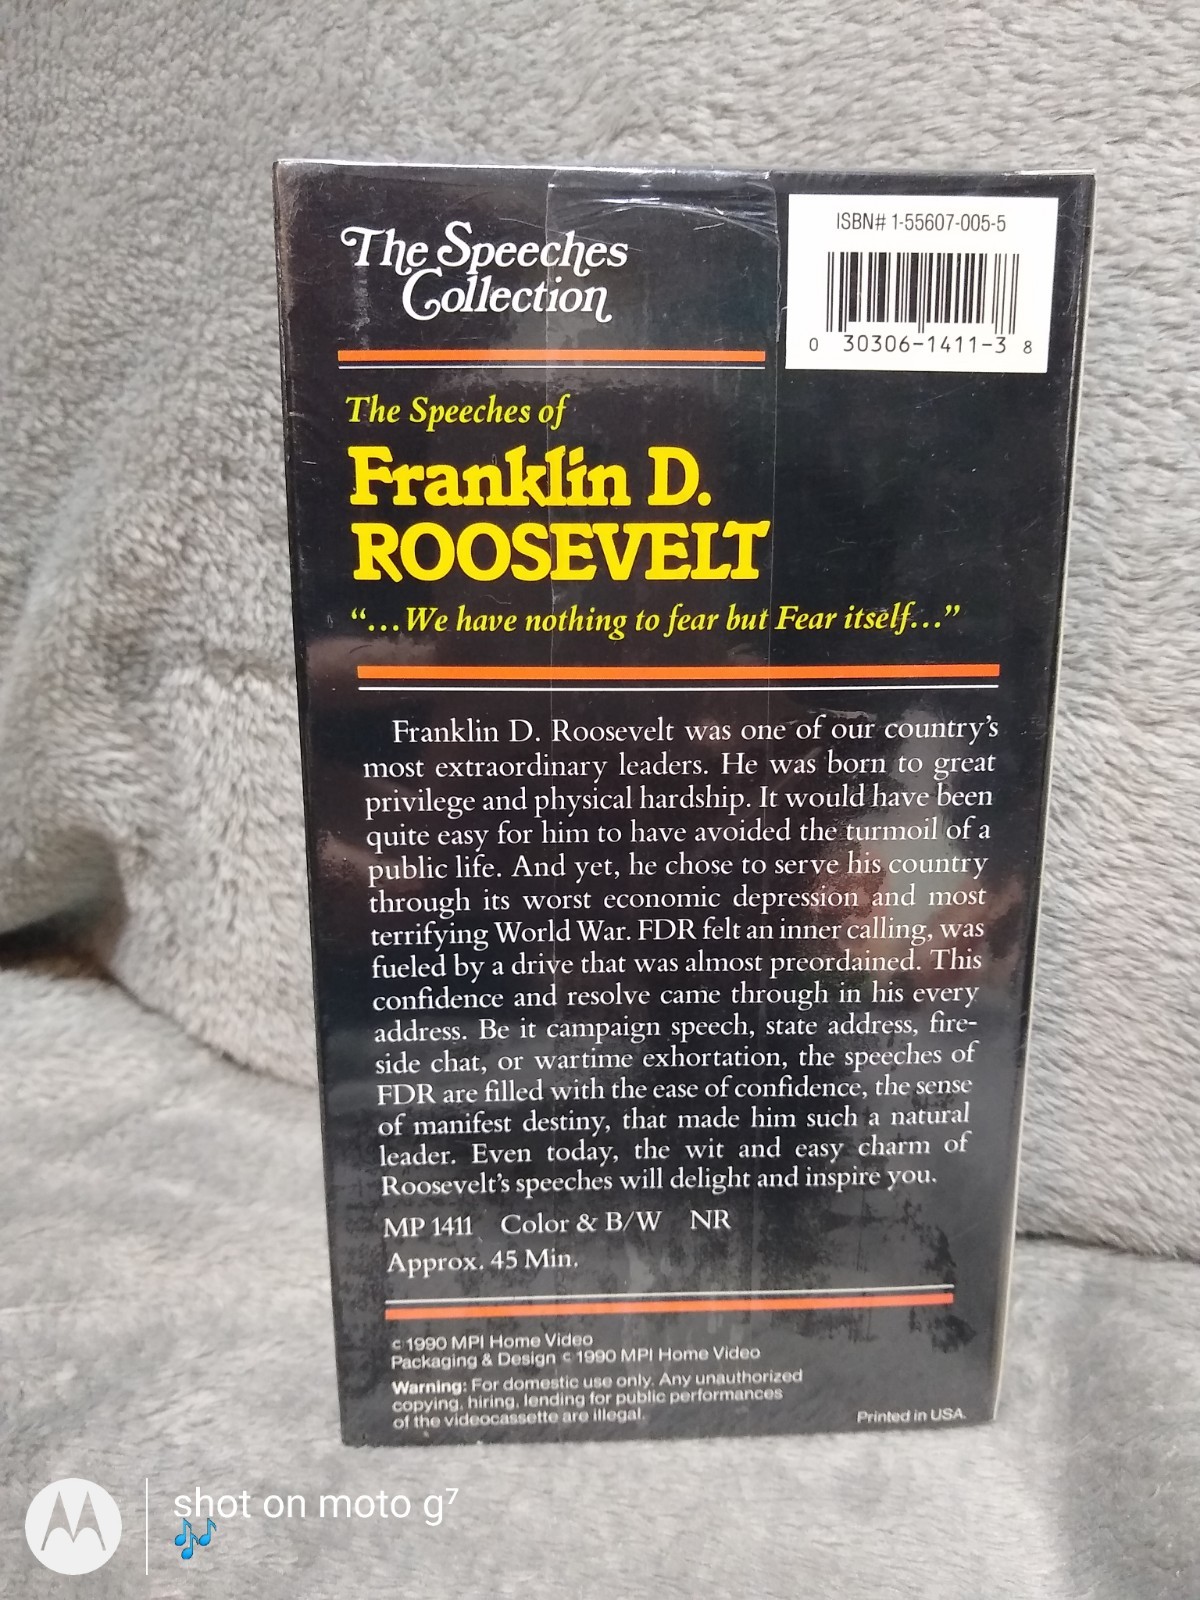 The Speeches
Collection
ISBN# 1-55607-005-5
0 30306-1411-3 8
The Speeches of
Franklin D.
ROOSEVELT
“...We have nothing to fear but Fear itself...”
Franklin D. Roosevelt was one of our country’s
most extraordinary leaders. He was born to great
privilege and physical hardship. It would have been
quite easy for him to have avoided the turmoil of a
public life. And yet, he chose to serve his country
through its worst economic depression and most
terrifying World War. FDR felt an inner calling, was
fueled by a drive that was almost preordained. This
confidence and resolve came through in his every
address. Be it campaign speech, state address, fire-
side chat, or wartime exhortation, the speeches of
FDR are filled with the ease of confidence, the sense
of manifest destiny, that made him such a natural
leader. Even today, the wit and easy charm of
Roosevelt’s speeches will delight and inspire you.
MP 1411 Color & B/W NR
Approx. 45 Min.
c 1990 MPI Home Video
Packaging & Design c 1990 MPI Home Video
Warning: For domestic use only. Any unauthorized
copying, hiring, lending for public performances
of the videocassette are illegal.
Printed in USA.
shot on moto g⁷